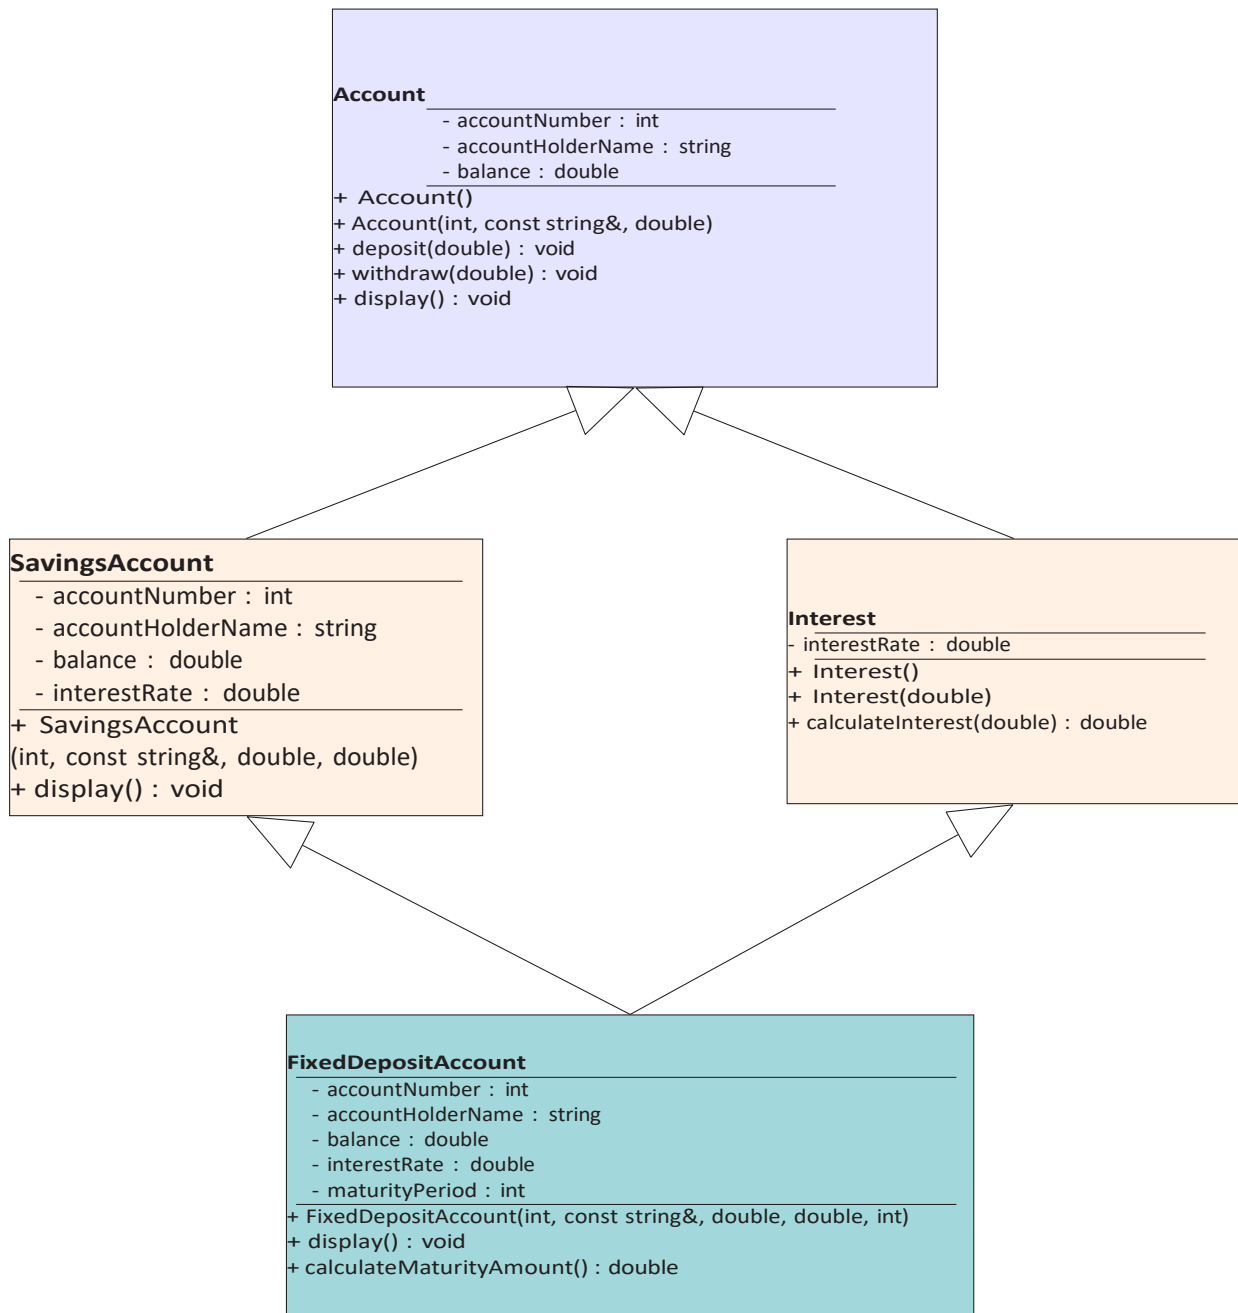 Account
- accountNumber : int
- accountHolderName : string
- balance : double
+ Account()
+ Account(int, const string&, double)
+ deposit(double) : void
+ withdraw(double) : void
+ display() : void
SavingsAccount
- accountNumber : int
- accountHolderName : string
- balance : double
- interestRate : double
+ SavingsAccount
(int, const string&, double, double)
+ display() : void
Interest
- interestRate : double
+ Interest()
+ Interest(double)
+ calculateInterest(double) : double
FixedDepositAccount
- accountNumber : int
- accountHolderName : string
- balance : double
- interestRate : double
- maturityPeriod : int
+ FixedDepositAccount(int, const string&, double, double, int)
+ display() : void
+ calculateMaturityAmount() : double